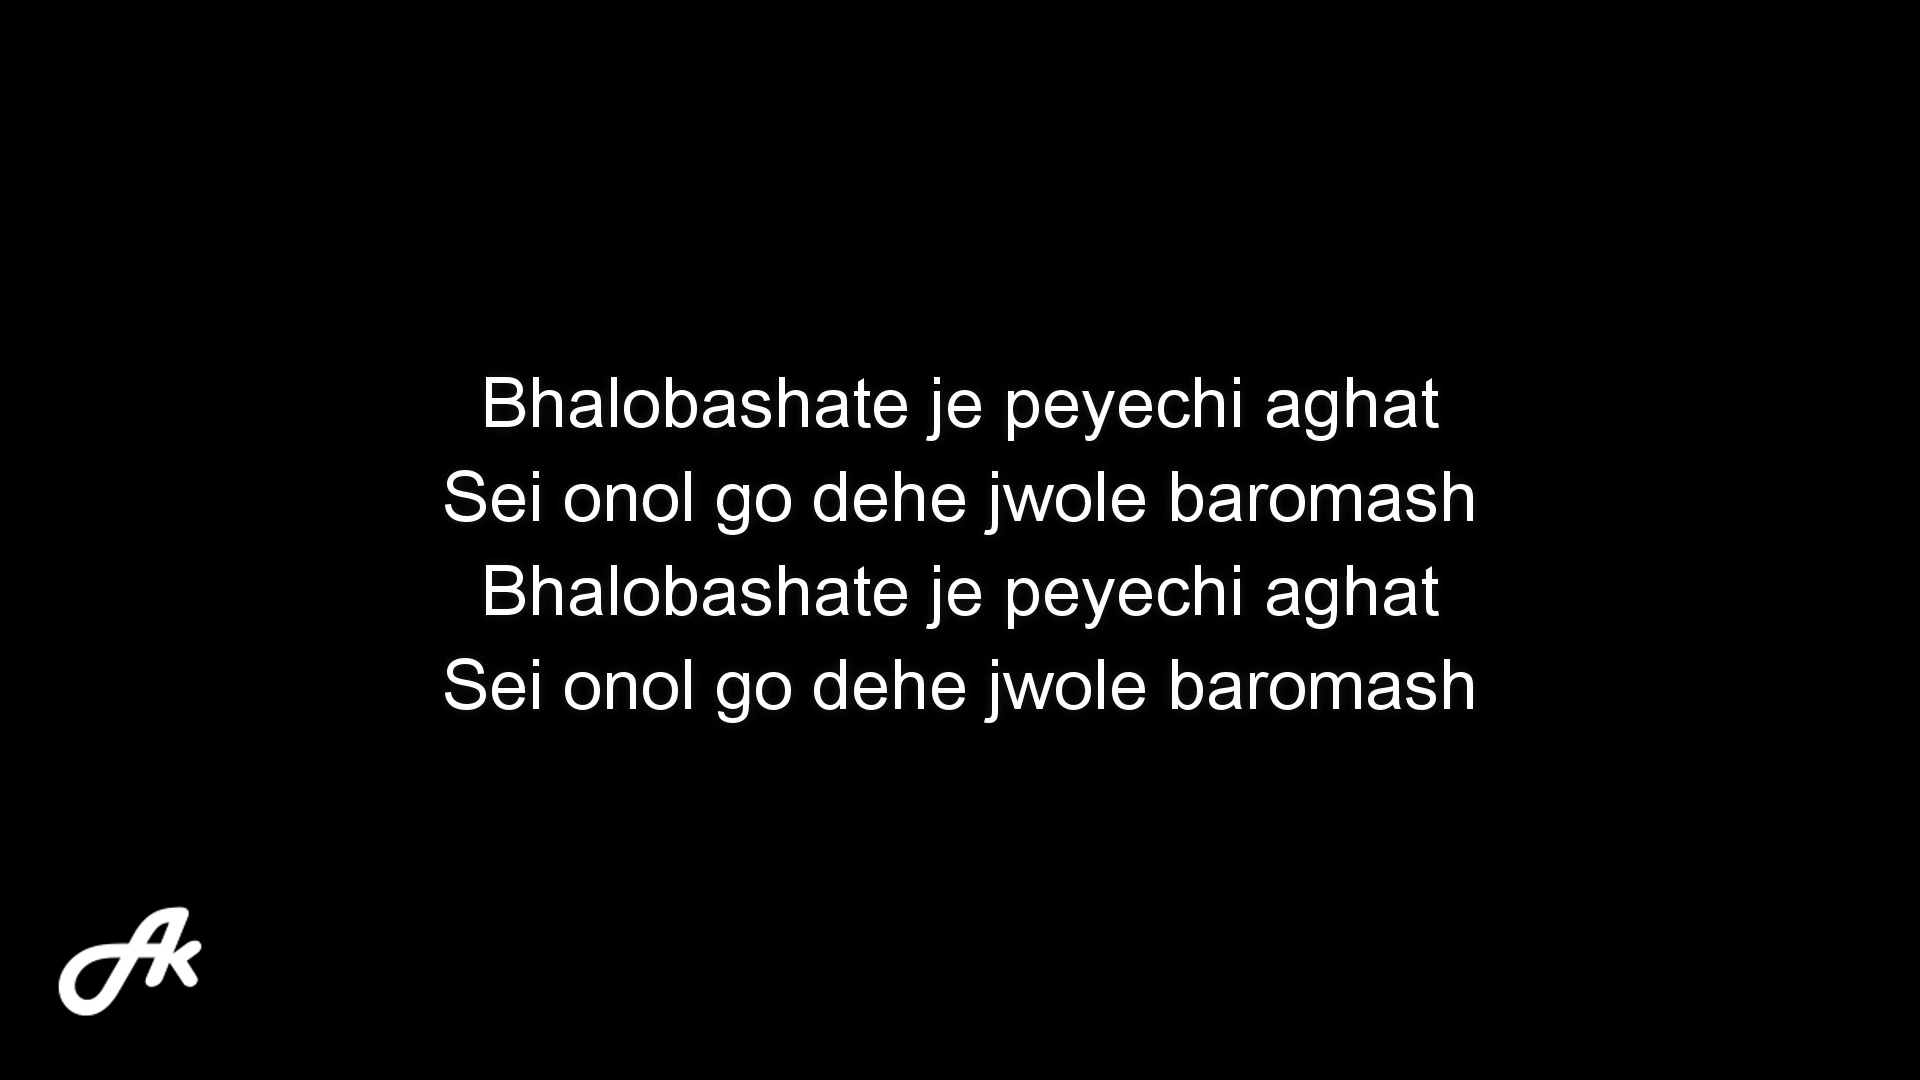 Bhalobashate je peyechi aghat
Sei onol go dehe jwole baromash
Bhalobashate je peyechi aghat
Sei onol go dehe jwole baromash
Ak